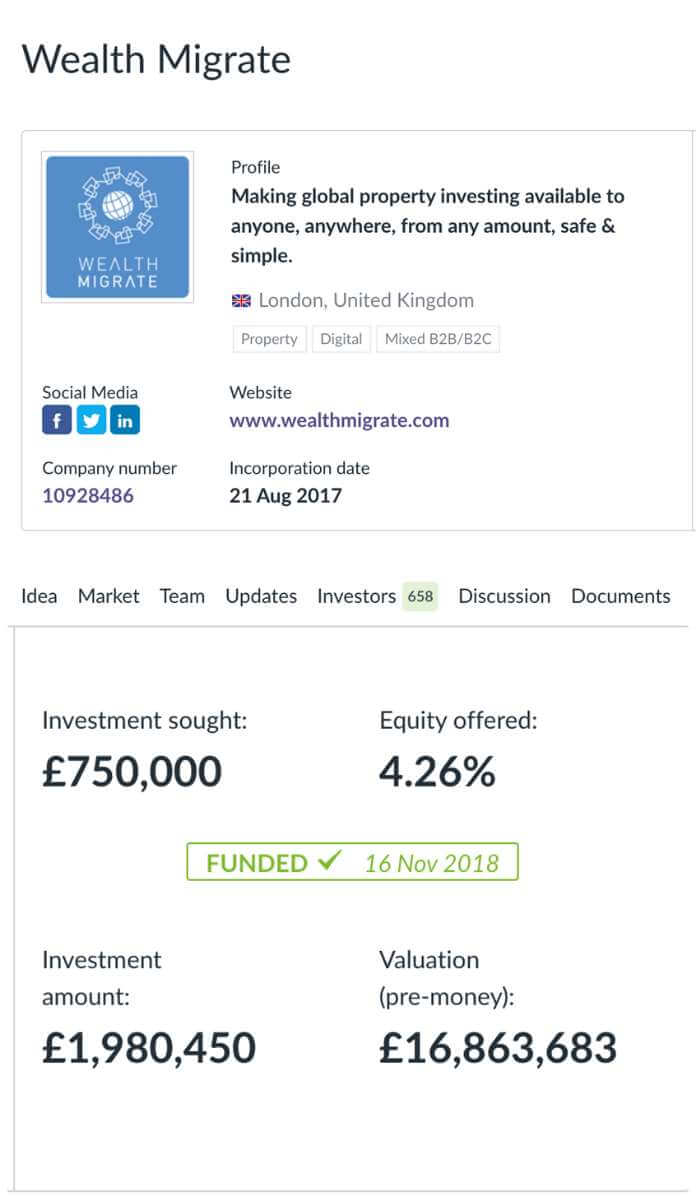 Wealth Migrate
WEALTH
MIGRATE
Profile
Making global property investing available to
anyone, anywhere, from any amount, safe &
simple.
London, United Kingdom
Property Digital Mixed B2B/B2C
Social Media
f in
Website
www.wealthmigrate.com
Company number
10928486
Incorporation date
21 Aug 2017
Idea Market Team Updates Investors 658 Discussion Documents
Investment sought:
£750,000
Equity offered:
4.26%
FUNDED ✓ 16 Nov 2018
Investment
amount:
£1,980,450
Valuation
(pre-money):
£16,863,683